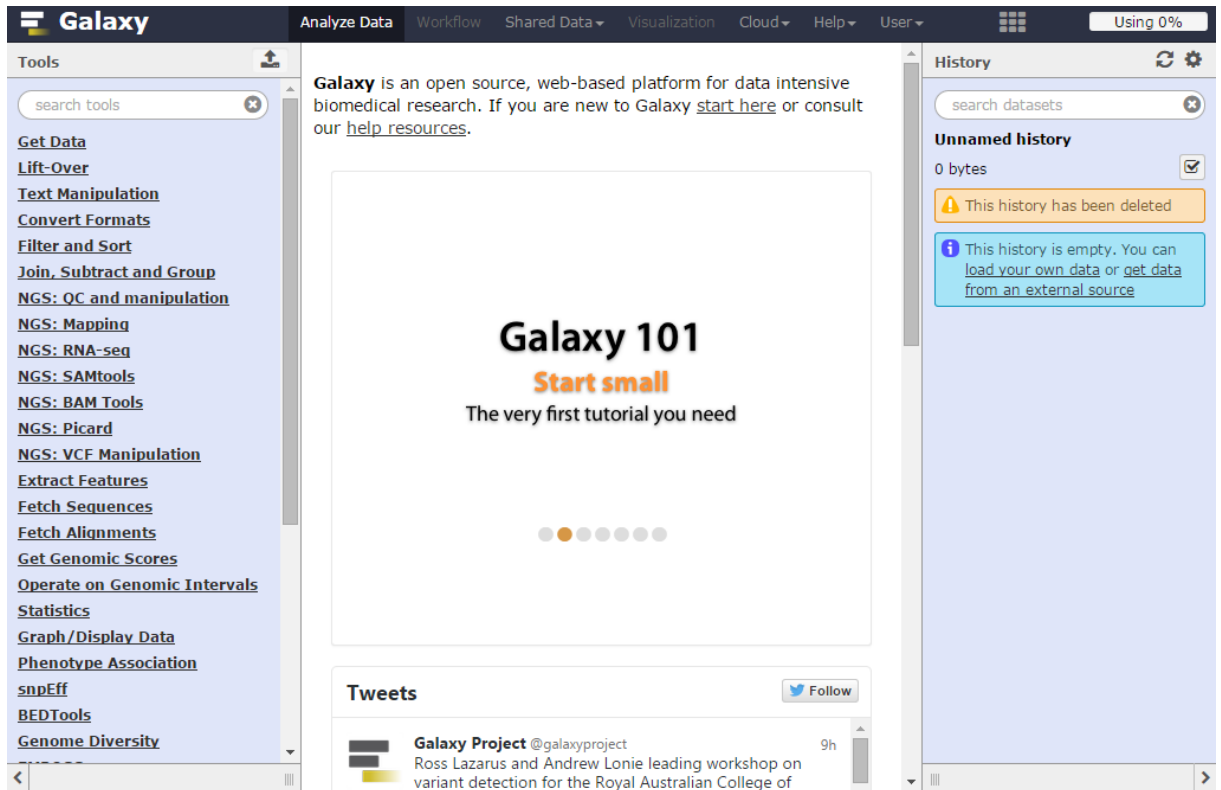 Galaxy
Analyze Data
Workflow
Shared Data
Visualization
Cloud
Help
User
Using 0%
Tools
search tools
Get Data
Lift-Over
Text Manipulation
Convert Formats
Filter and Sort
Join, Subtract and Group
NGS: QC and manipulation
NGS: Mapping
NGS: RNA-seq
NGS: SAMtools
NGS: BAM Tools
NGS: Picard
NGS: VCF Manipulation
Extract Features
Fetch Sequences
Fetch Alignments
Get Genomic Scores
Operate on Genomic Intervals
Statistics
Graph/Display Data
Phenotype Association
snpEff
BEDTools
Genome Diversity
Galaxy is an open source, web-based platform for data intensive
biomedical research. If you are new to Galaxy start here or consult
our help resources.
Galaxy 101
Start small
The very first tutorial you need
Tweets
Follow
Galaxy Project @galaxyproject 9h
Ross Lazarus and Andrew Lonie leading workshop on
variant detection for the Royal Australian College of
History
search datasets
Unnamed history
0 bytes
This history has been deleted
This history is empty. You can
load your own data or get data
from an external source